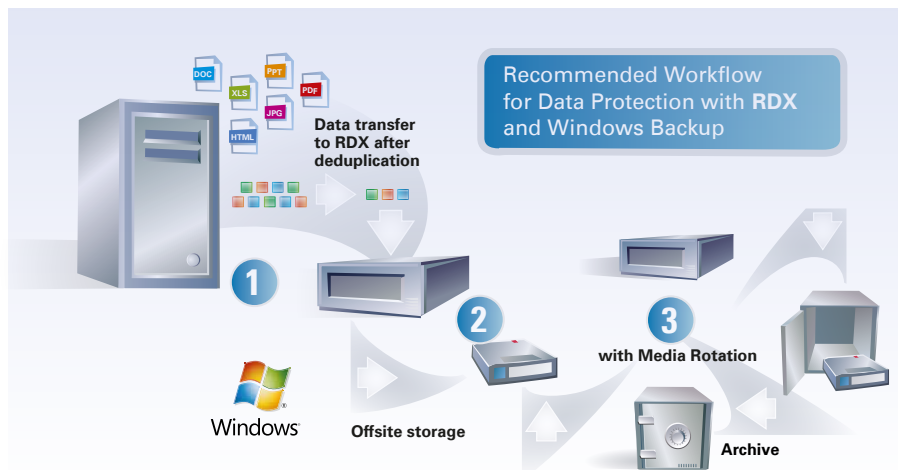 Recommended Workflow
for Data Protection with RDX
and Windows Backup
DOC
XLS
PPT
PDF
JPG
HTML
Data transfer
to RDX after
deduplication
1
2
3
with Media Rotation
Windows®
Offsite storage
Archive